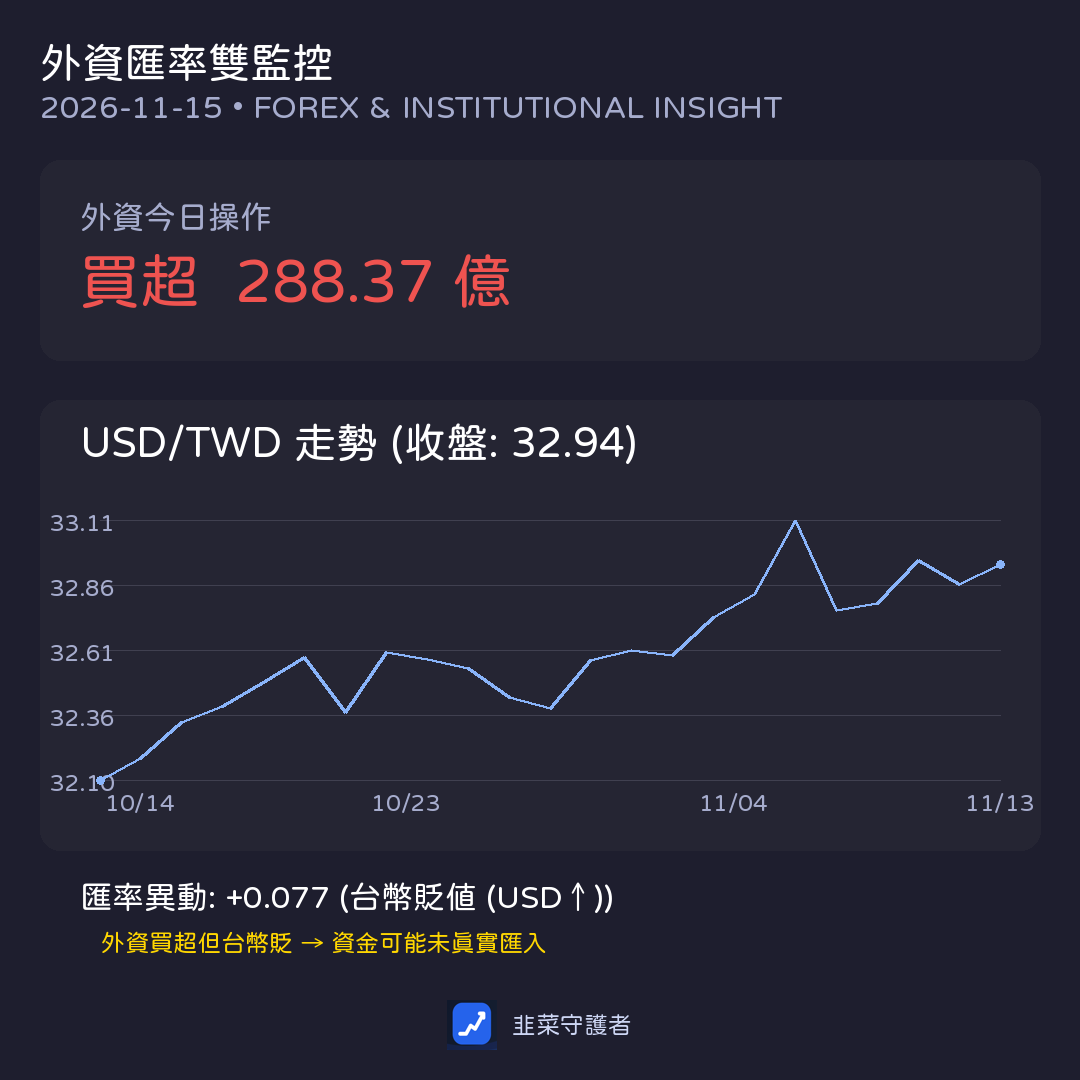 外資匯率雙監控
2026-11-15 • FOREX & INSTITUTIONAL INSIGHT
外資今日操作
買超 288.37 億
USD/TWD 走勢 (收盤: 32.94)
33.11
32.86
32.61
32.36
32.10
10/14 10/23 11/04 11/13
匯率異動: +0.077 (台幣貶值 (USD↑))
外資買超但台幣貶 → 資金可能未真實匯入
韭菜守護者